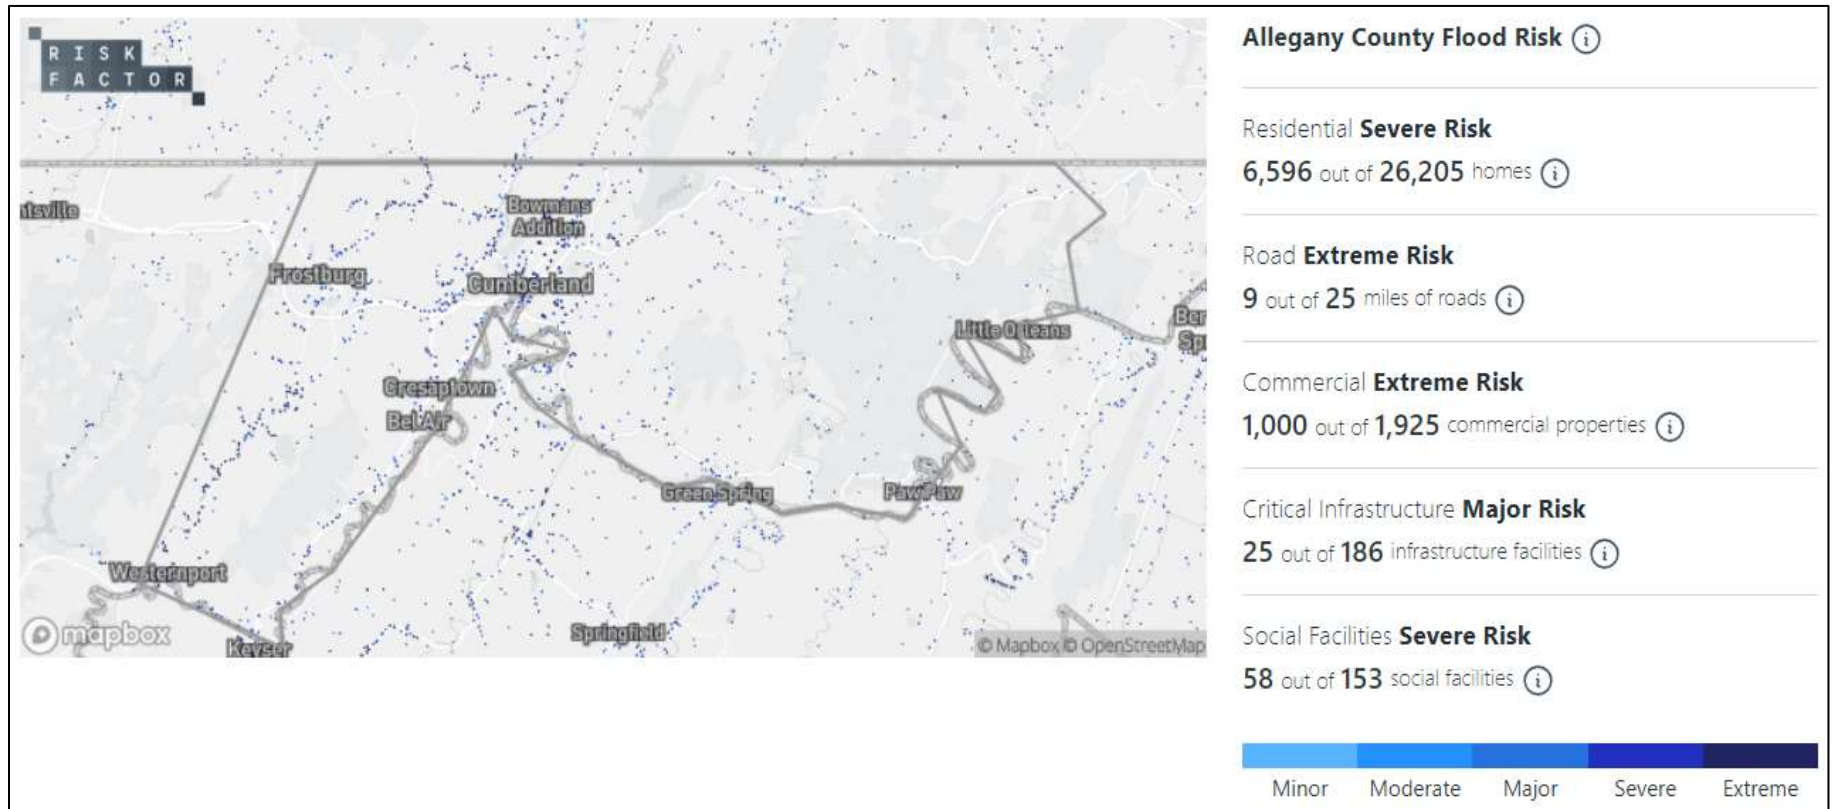 RISK
FACTOR
ntsville
Bowmans
Addition
Frostburg
Cumberland
Little Orleans
Ber
Spr
Cresaptown
Bel Air
Green Spring
Paw Paw
Westernport
Keyser
Springfield
mapbox
© Mapbox © OpenStreetMap
Allegany County Flood Risk i
Residential Severe Risk
6,596 out of 26,205 homes i
Road Extreme Risk
9 out of 25 miles of roads i
Commercial Extreme Risk
1,000 out of 1,925 commercial properties i
Critical Infrastructure Major Risk
25 out of 186 infrastructure facilities i
Social Facilities Severe Risk
58 out of 153 social facilities i
Minor Moderate Major Severe Extreme